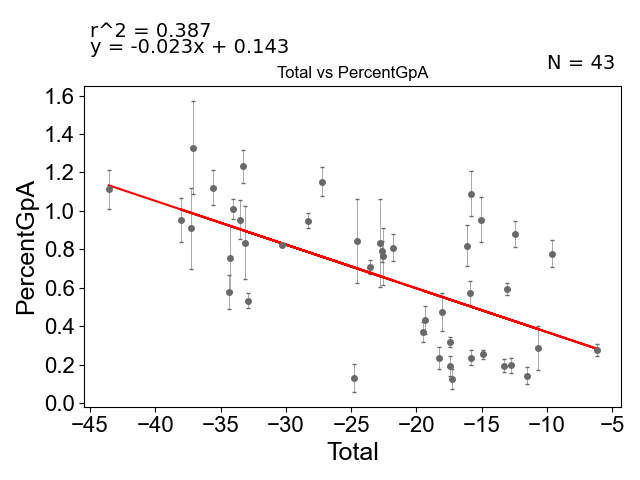 r^2 = 0.387
y = -0.023x + 0.143
N = 43
Total vs PercentGpA
1.6
1.4
1.2
1.0
0.8
0.6
0.4
0.2
0.0
PercentGpA
−45 −40 −35 −30 −25 −20 −15 −10 −5
Total